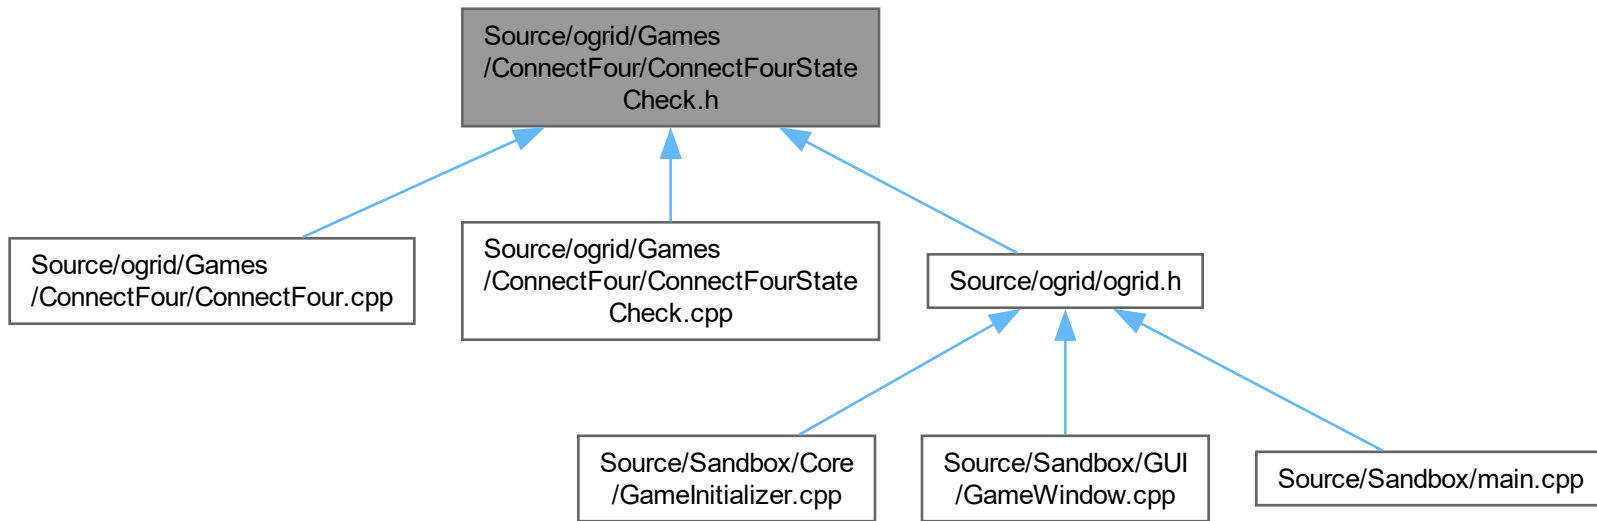 Source/ogrid/Games
/ConnectFour/ConnectFourState
Check.h
Source/ogrid/Games
/ConnectFour/ConnectFour.cpp
Source/ogrid/Games
/ConnectFour/ConnectFourState
Check.cpp
Source/ogrid/ogrid.h
Source/Sandbox/Core
/GameInitializer.cpp
Source/Sandbox/GUI
/GameWindow.cpp
Source/Sandbox/main.cpp